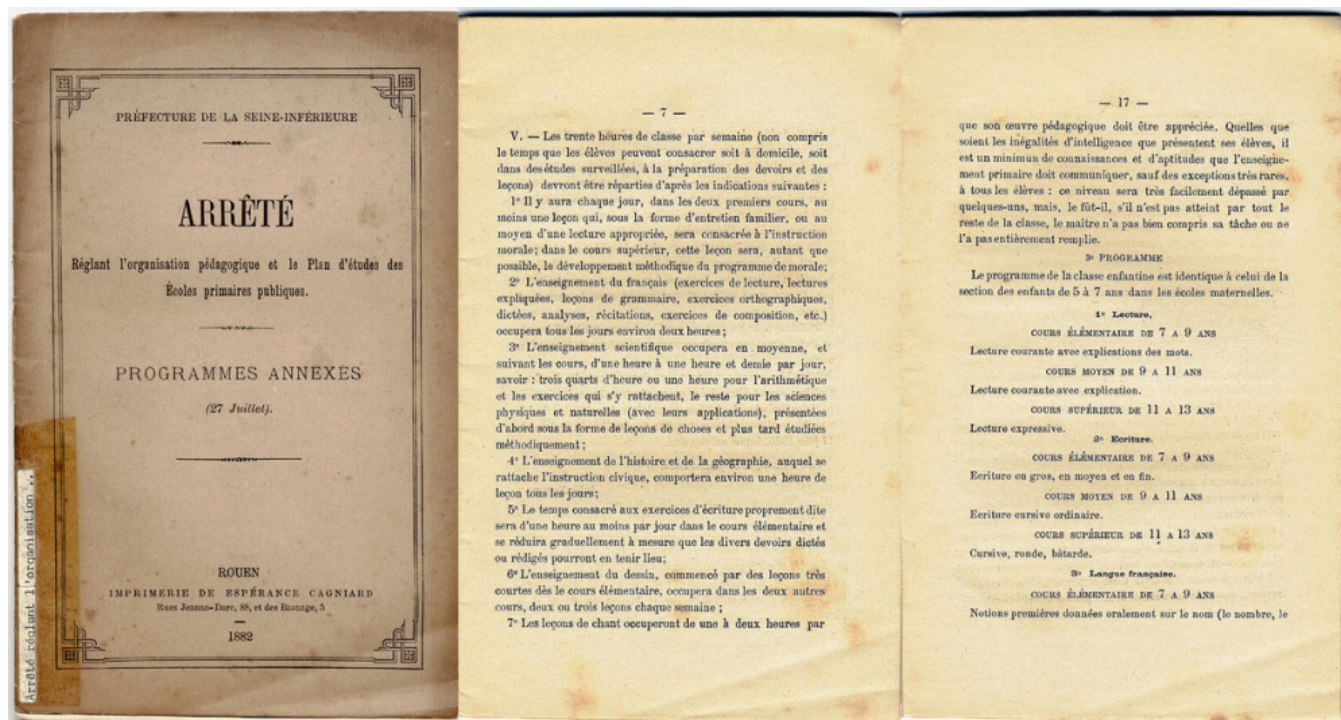 PRÉFECTURE DE LA SEINE-INFÉRIEURE
ARRÊTÉ
Réglant l'organisation pédagogique et le Plan d'études des
Écoles primaires publiques.
PROGRAMMES ANNEXÉS
(27 Juillet).
ROUEN
IMPRIMERIE DE ESPÉRANCE CAGNIARD
Rues Jeanne-Darc, 88, et des Basnage, 5
1882
Arrêté réglant l'organisation ..
— 7 —
V. — Les trente heures de classe par semaine (non compris
le temps que les élèves peuvent consacrer soit à domicile, soit
dans des études surveillées, à la préparation des devoirs et des
leçons) devront être réparties d'après les indications suivantes :
1° Il y aura chaque jour, dans les deux premiers cours, au
moins une leçon qui, sous la forme d'entretien familier, ou au
moyen d'une lecture appropriée, sera consacrée à l'instruction
morale; dans le cours supérieur, cette leçon sera, autant que
possible, le développement méthodique du programme de morale;
2° L'enseignement du français (exercices de lecture, lectures
expliquées, leçons de grammaire, exercices orthographiques,
dictées, analyses, récitations, exercices de composition, etc.)
occupera tous les jours environ deux heures ;
3° L'enseignement scientifique occupera en moyenne, et
suivant les cours, d'une heure à une heure et demie par jour,
savoir : trois quarts d'heure ou une heure pour l'arithmétique
et les exercices qui s'y rattachent, le reste pour les sciences
physiques et naturelles (avec leurs applications), présentées
d'abord sous la forme de leçons de choses et plus tard étudiées
méthodiquement ;
4° L'enseignement de l'histoire et de la géographie, auquel se
rattache l'instruction civique, comportera environ une heure de
leçon tous les jours;
5° Le temps consacré aux exercices d'écriture proprement dite
sera d'une heure au moins par jour dans le cours élémentaire et
se réduira graduellement à mesure que les divers devoirs dictés
ou rédigés pourront en tenir lieu;
6° L'enseignement du dessin, commencé par des leçons très
courtes dès le cours élémentaire, occupera dans les deux autres
cours, deux ou trois leçons chaque semaine ;
7° Les leçons de chant occuperont de une à deux heures par
— 17 —
que son œuvre pédagogique doit être appréciée. Quelles que
soient les inégalités d'intelligence que présentent ses élèves, il
est un minimun de connaissances et d'aptitudes que l'enseigne-
ment primaire doit communiquer, sauf des exceptions très rares,
à tous les élèves : ce niveau sera très facilement dépassé par
quelques-uns, mais, le fût-il, s'il n'est pas atteint par tout le
reste de la classe, le maître n'a pas bien compris sa tâche ou ne
l'a pas entièrement remplie.
3° PROGRAMME
Le programme de la classe enfantine est identique à celui de la
section des enfants de 5 à 7 ans dans les écoles maternelles.
1° Lecture.
COURS ÉLÉMENTAIRE DE 7 A 9 ANS
Lecture courante avec explications des mots.
COURS MOYEN DE 9 A 11 ANS
Lecture courante avec explication.
COURS SUPÉRIEUR DE 11 A 13 ANS
Lecture expressive.
2° Ecriture.
COURS ÉLÉMENTAIRE DE 7 A 9 ANS
Ecriture en gros, en moyen et en fin.
COURS MOYEN DE 9 A 11 ANS
Ecriture cursive ordinaire.
COURS SUPÉRIEUR DE 11 A 13 ANS
Cursive, ronde, bâtarde.
3° Langue française.
COURS ÉLÉMENTAIRE DE 7 A 9 ANS
Notions premières données oralement sur le nom (le nombre, le